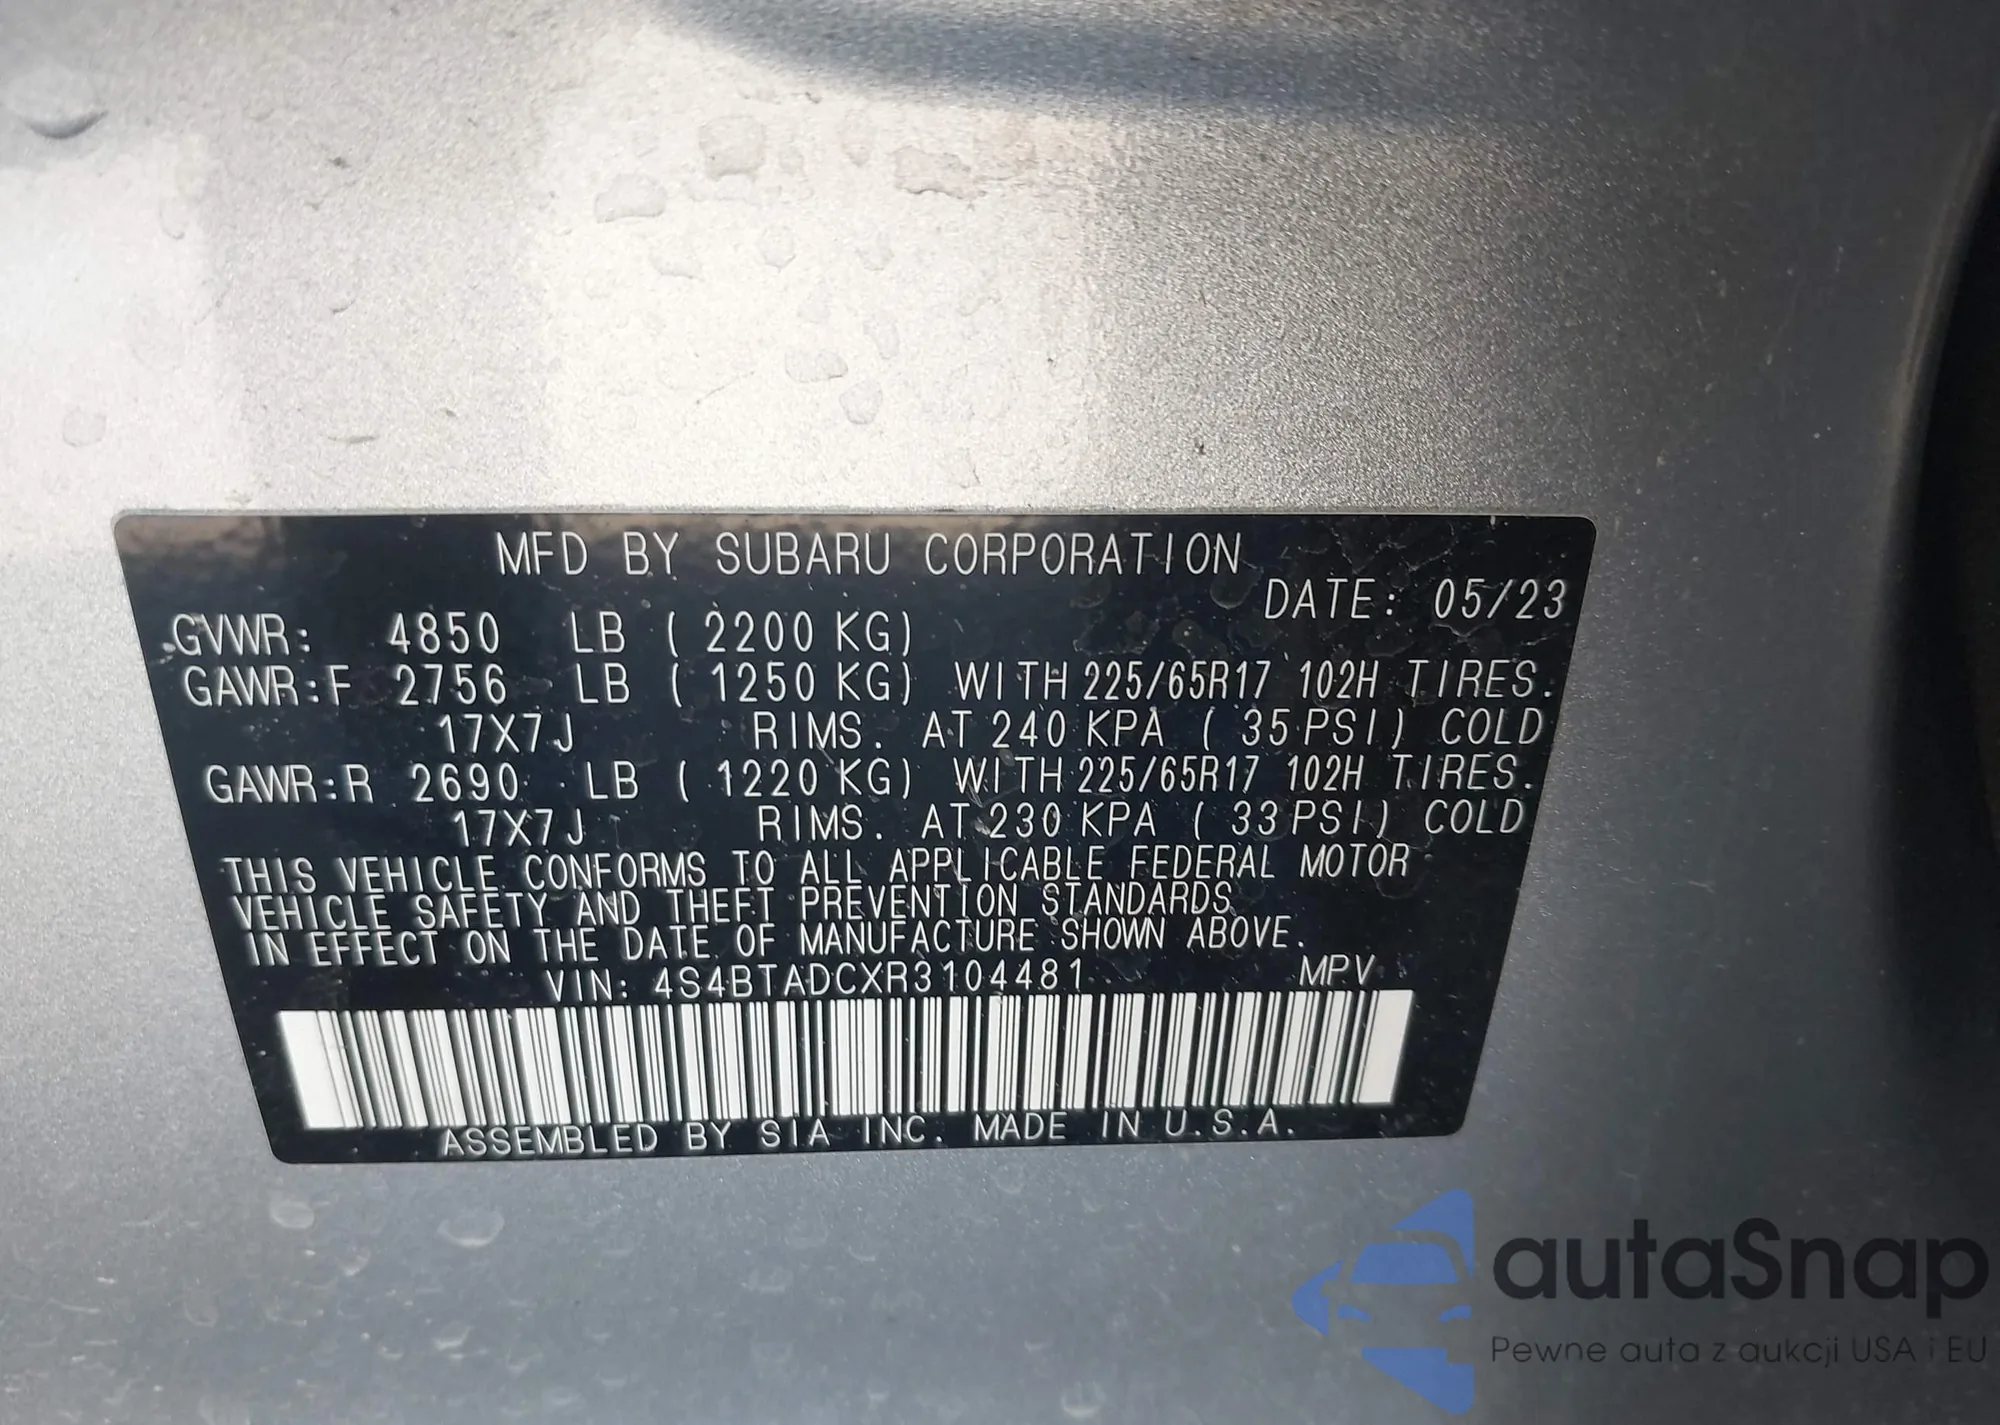 MFD BY SUBARU CORPORATION
DATE: 05/23
GVWR: 4850 LB ( 2200 KG)
GAWR:F 2756 LB ( 1250 KG) WITH 225/65R17 102H TIRES.
17X7J RIMS. AT 240 KPA ( 35 PSI) COLD
GAWR:R 2690 LB ( 1220 KG) WITH 225/65R17 102H TIRES.
17X7J RIMS. AT 230 KPA ( 33 PSI) COLD
THIS VEHICLE CONFORMS TO ALL APPLICABLE FEDERAL MOTOR
VEHICLE SAFETY AND THEFT PREVENTION STANDARDS
IN EFFECT ON THE DATE OF MANUFACTURE SHOWN ABOVE.
VIN: 4S4BTADCXR3104481 MPV
ASSEMBLED BY SIA INC. MADE IN U.S.A.
autaSnap
Pewne auta z aukcji USA i EU